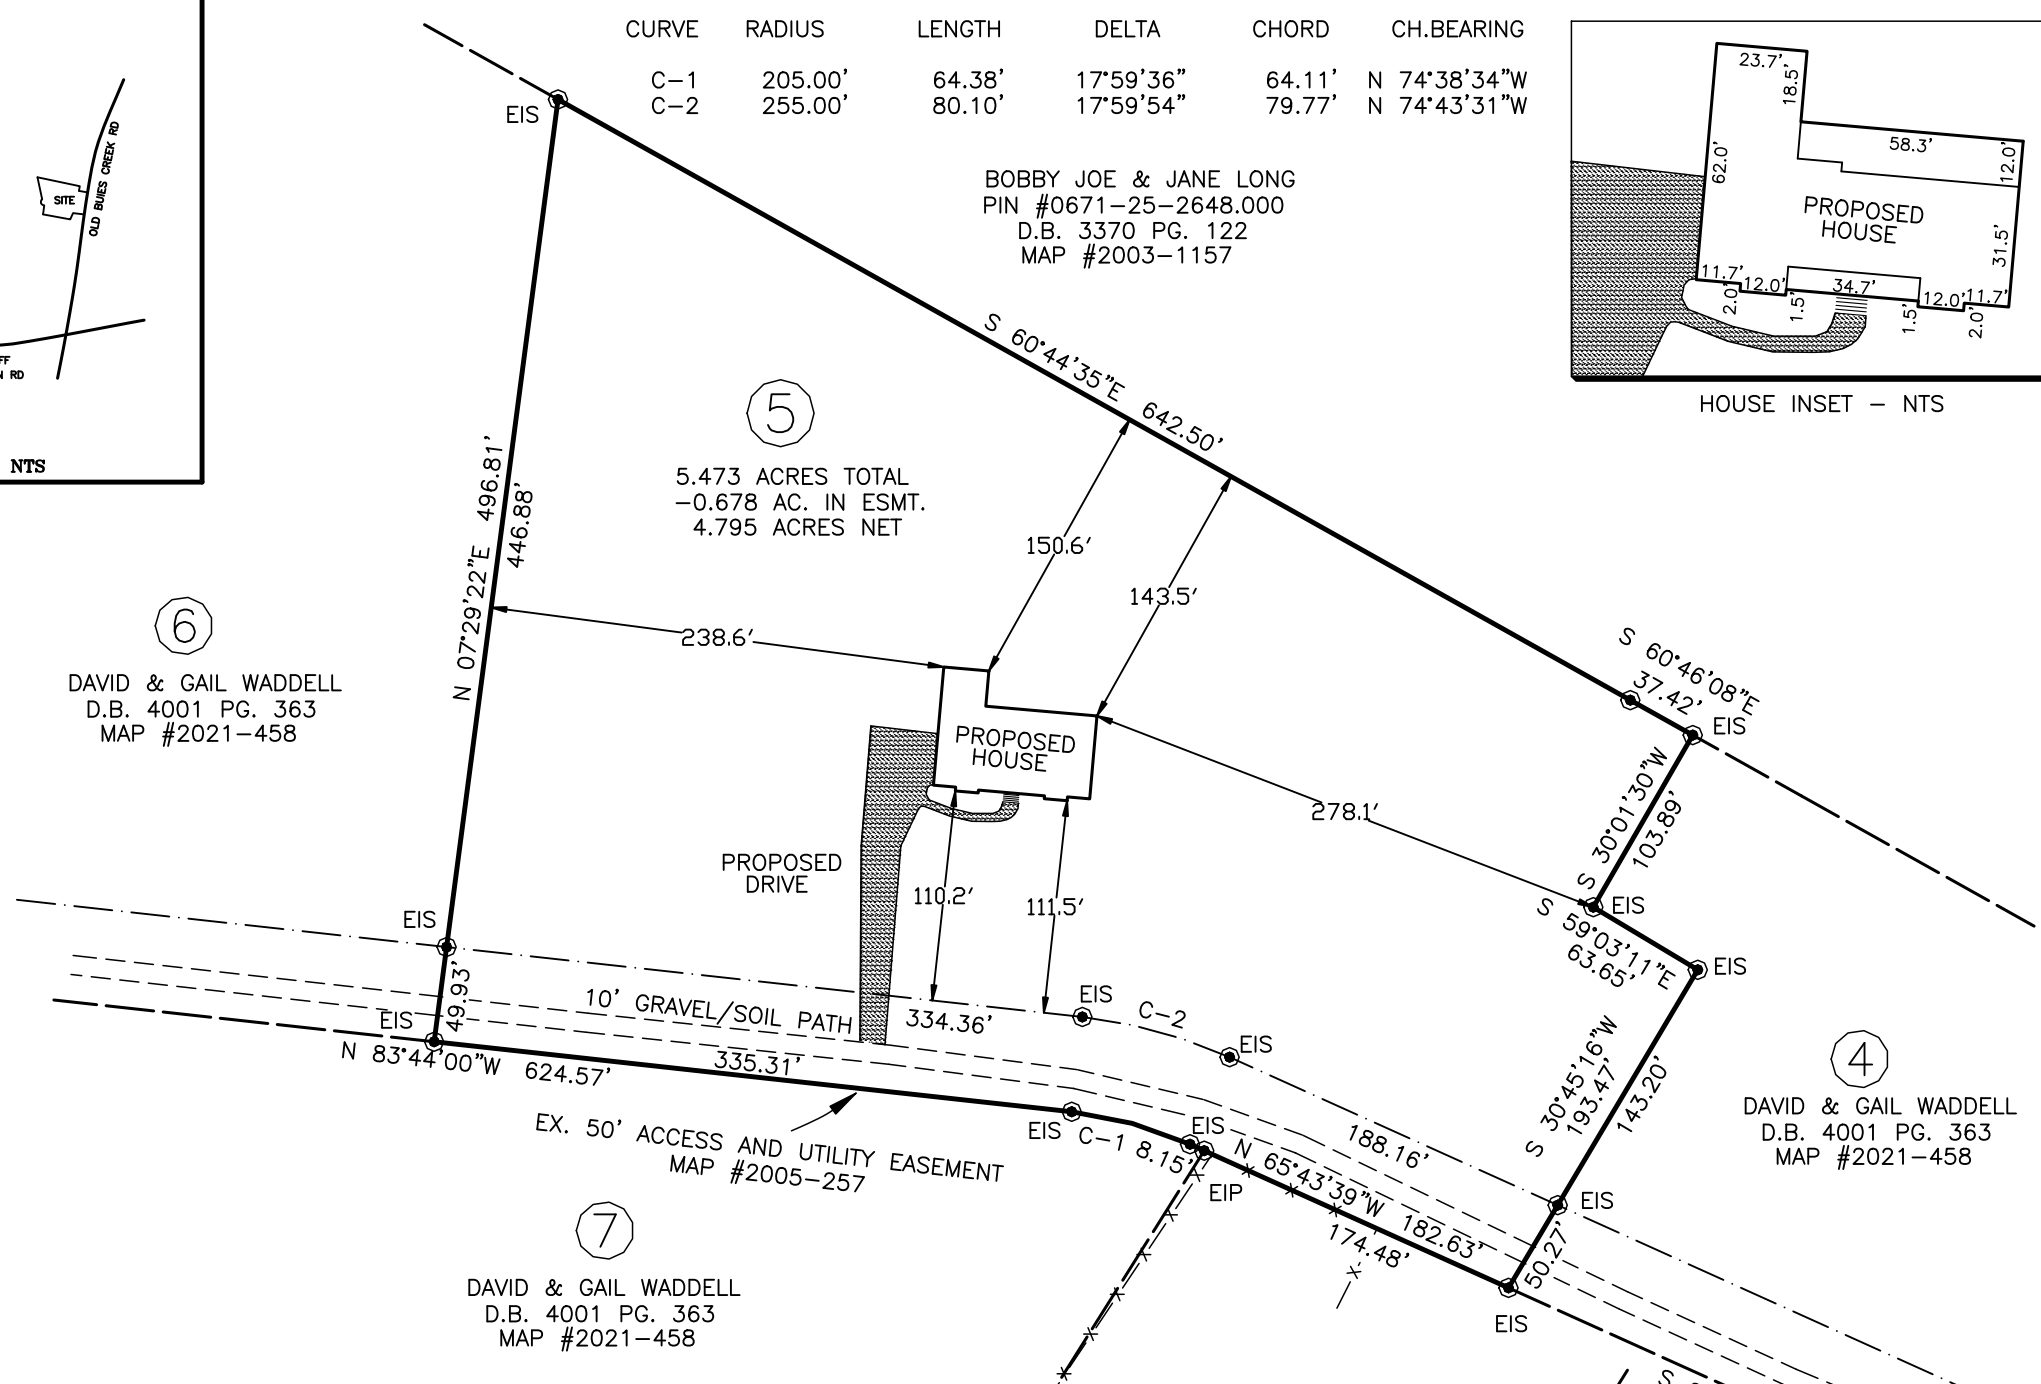 CURVE RADIUS LENGTH DELTA CHORD CH.BEARING
C-1 205.00' 64.38' 17°59'36" 64.11' N 74°38'34"W
C-2 255.00' 80.10' 17°59'54" 79.77' N 74°43'31"W
BOBBY JOE & JANE LONG
PIN #0671-25-2648.000
D.B. 3370 PG. 122
MAP #2003-1157
23.7'
18.5'
58.3'
12.0'
62.0'
PROPOSED
HOUSE
31.5'
11.7'
2.0'
12.0'
1.5'
34.7'
1.5'
12.0'
11.7'
2.0'
HOUSE INSET - NTS
OLD BUIES CREEK RD
SITE
RD
NTS
EIS
S 60°44'35"E 642.50'
5
5.473 ACRES TOTAL
-0.678 AC. IN ESMT.
4.795 ACRES NET
N 07°29'22"E 496.81'
446.88'
150.6'
143.5'
238.6'
6
DAVID & GAIL WADDELL
D.B. 4001 PG. 363
MAP #2021-458
PROPOSED
HOUSE
S 60°46'08"E
37.42'
EIS
S 30°01'30"W
103.89'
278.1'
EIS
S 59°03'11"E
63.65'
EIS
PROPOSED
DRIVE
110.2'
111.5'
EIS
49.93'
EIS
10' GRAVEL/SOIL PATH
334.36'
EIS
C-2
EIS
N 83°44'00"W 624.57'
335.31'
EX. 50' ACCESS AND UTILITY EASEMENT
MAP #2005-257
EIS
C-1
8.15'
EIS
EIP
N 65°43'39"W 182.63'
174.48'
188.16'
S 30°45'16"W
193.47'
143.20'
EIS
50.27'
EIS
4
DAVID & GAIL WADDELL
D.B. 4001 PG. 363
MAP #2021-458
7
DAVID & GAIL WADDELL
D.B. 4001 PG. 363
MAP #2021-458
S